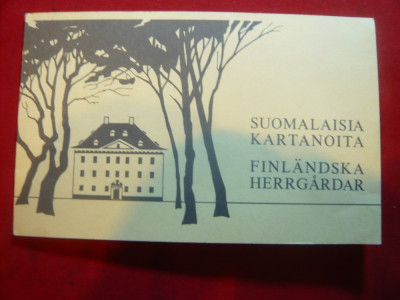 SUOMALAISIA
KARTANOITA
FINLÄNDSKA
HERRGÅRDAR